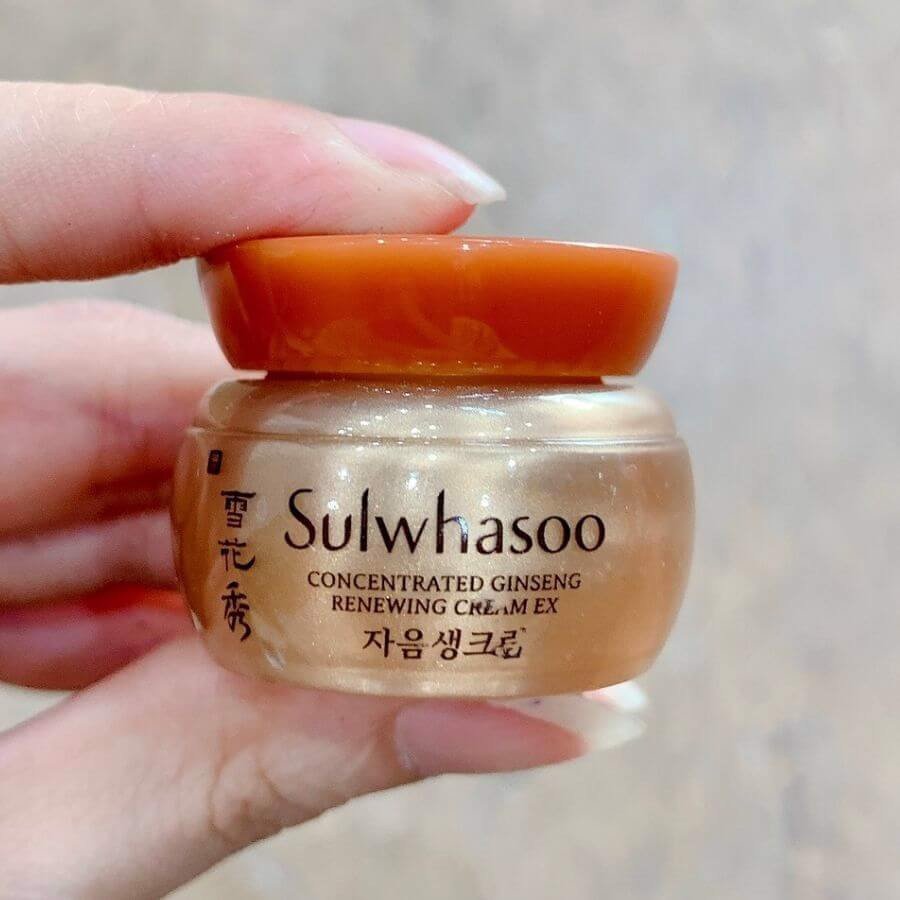 雪花秀
Sulwhasoo
CONCENTRATED GINSENG
RENEWING CREAM EX
자음생크림